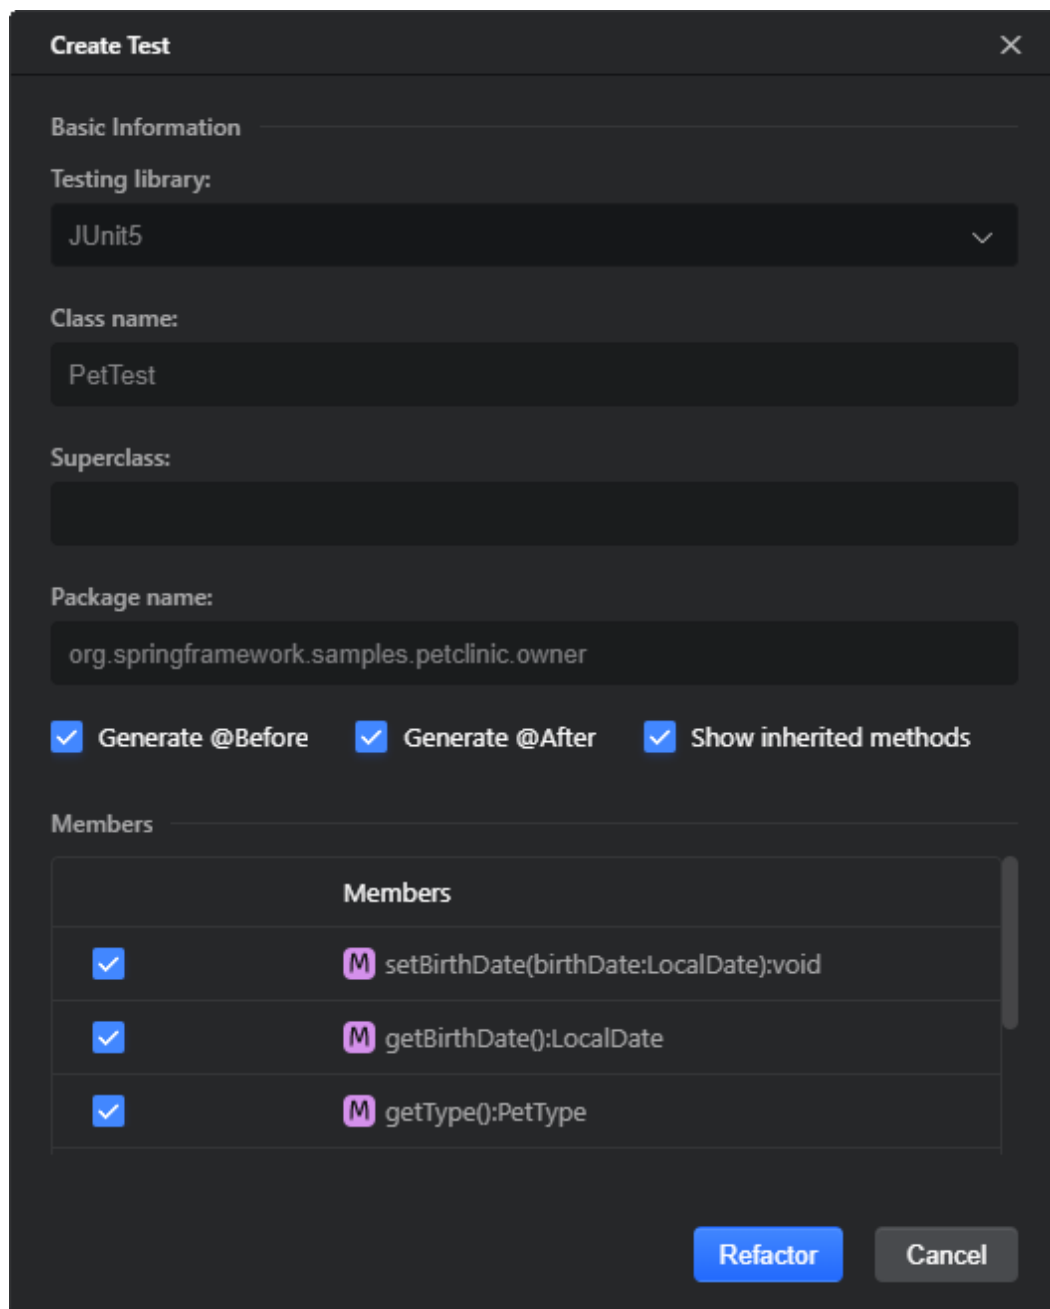 Create Test
Basic Information
Testing library:
JUnit5
Class name:
PetTest
Superclass:
Package name:
org.springframework.samples.petclinic.owner
Generate @Before Generate @After Show inherited methods
Members
Members
M setBirthDate(birthDate:LocalDate):void
M getBirthDate():LocalDate
M getType():PetType
Refactor Cancel